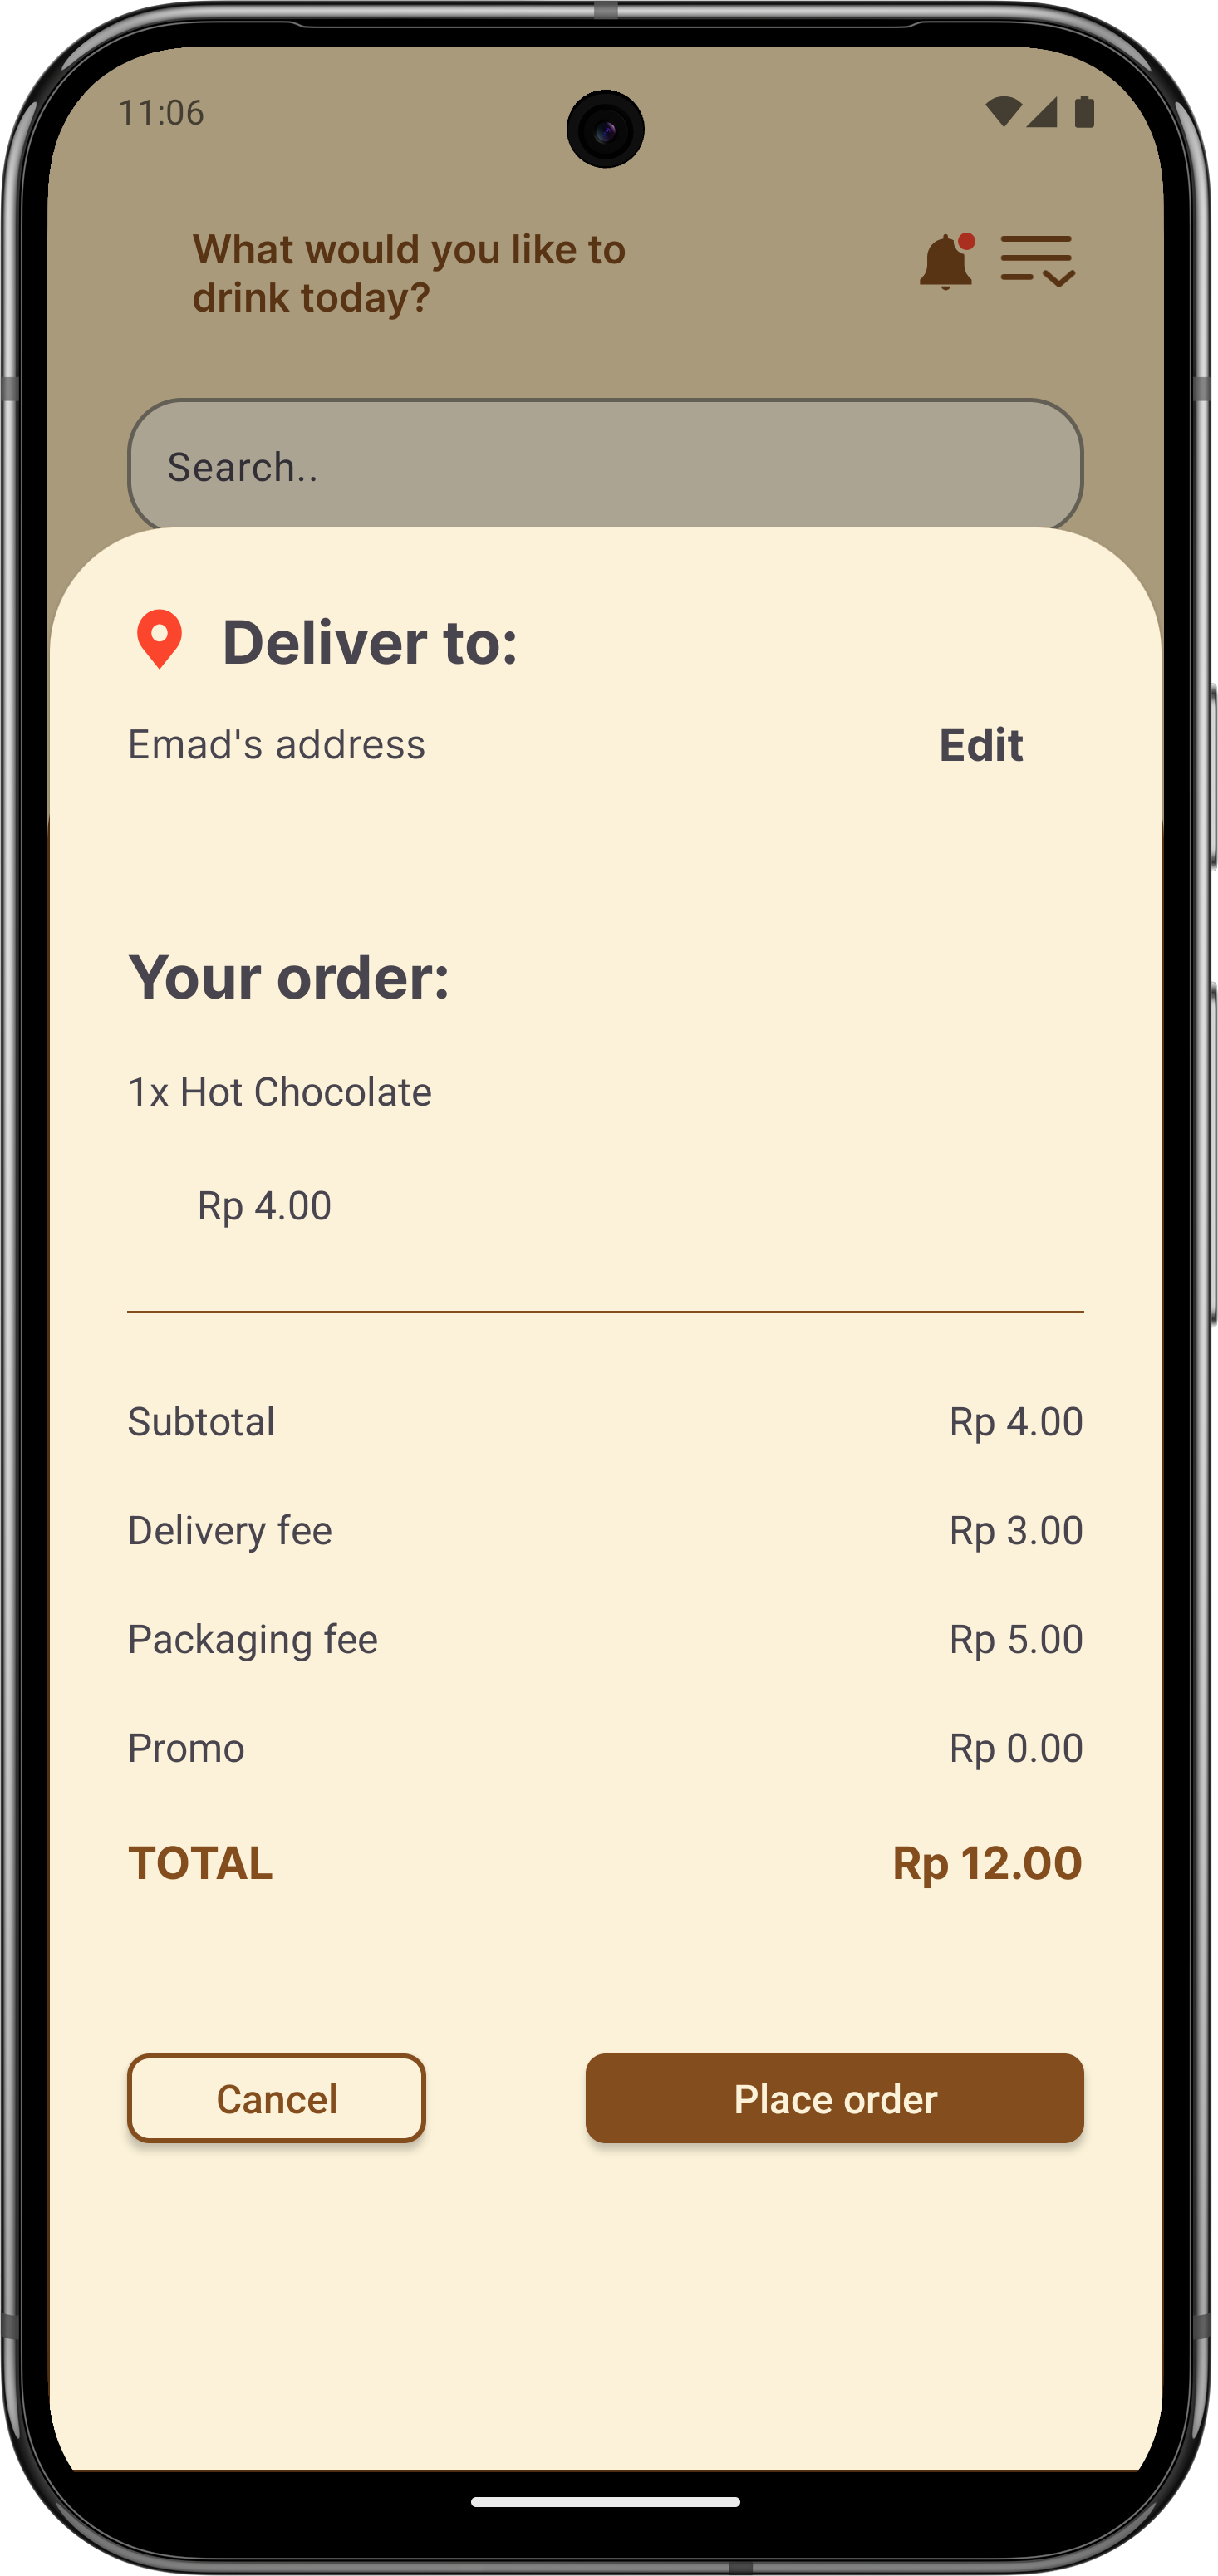 11:06
What would you like to
drink today?
Search..
Deliver to:
Emad's address
Edit
Your order:
1x Hot Chocolate
Rp 4.00
Subtotal
Rp 4.00
Delivery fee
Rp 3.00
Packaging fee
Rp 5.00
Promo
Rp 0.00
TOTAL
Rp 12.00
Cancel
Place order